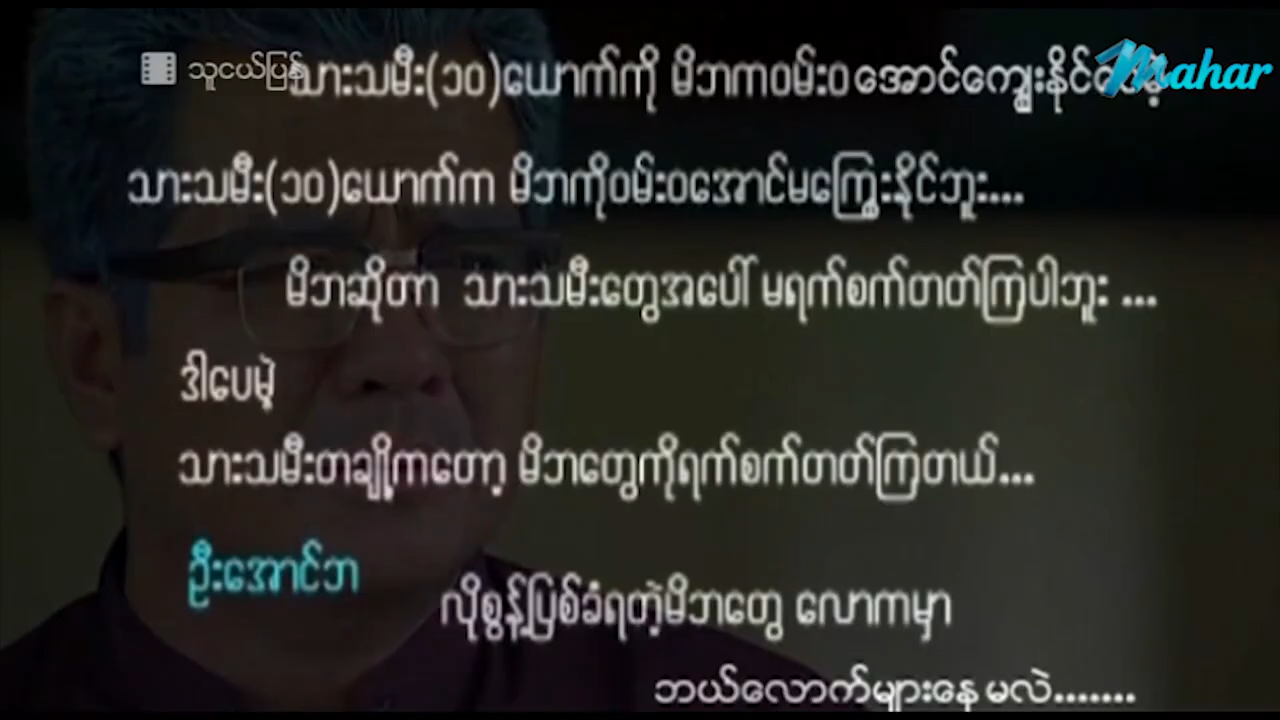 သူငယ်ပြန်
Mahar
သားသမီး(၁၀)ယောက်ကို မိဘကဝမ်းဝအောင်ကျွေးနိုင်ပေမဲ့
သားသမီး(၁၀)ယောက်က မိဘကိုဝမ်းဝအောင်မကြွေးနိုင်ဘူး...
မိဘဆိုတာ သားသမီးတွေအပေါ် မရက်စက်တတ်ကြပါဘူး ...
ဒါပေမဲ့
သားသမီးတချို့ကတော့ မိဘတွေကိုရက်စက်တတ်ကြတယ်...
ဦးအောင်ဘ
လိုစွန့်ပြစ်ခံရတဲ့မိဘတွေ လောကမှာ
ဘယ်လောက်များနေမလဲ.......